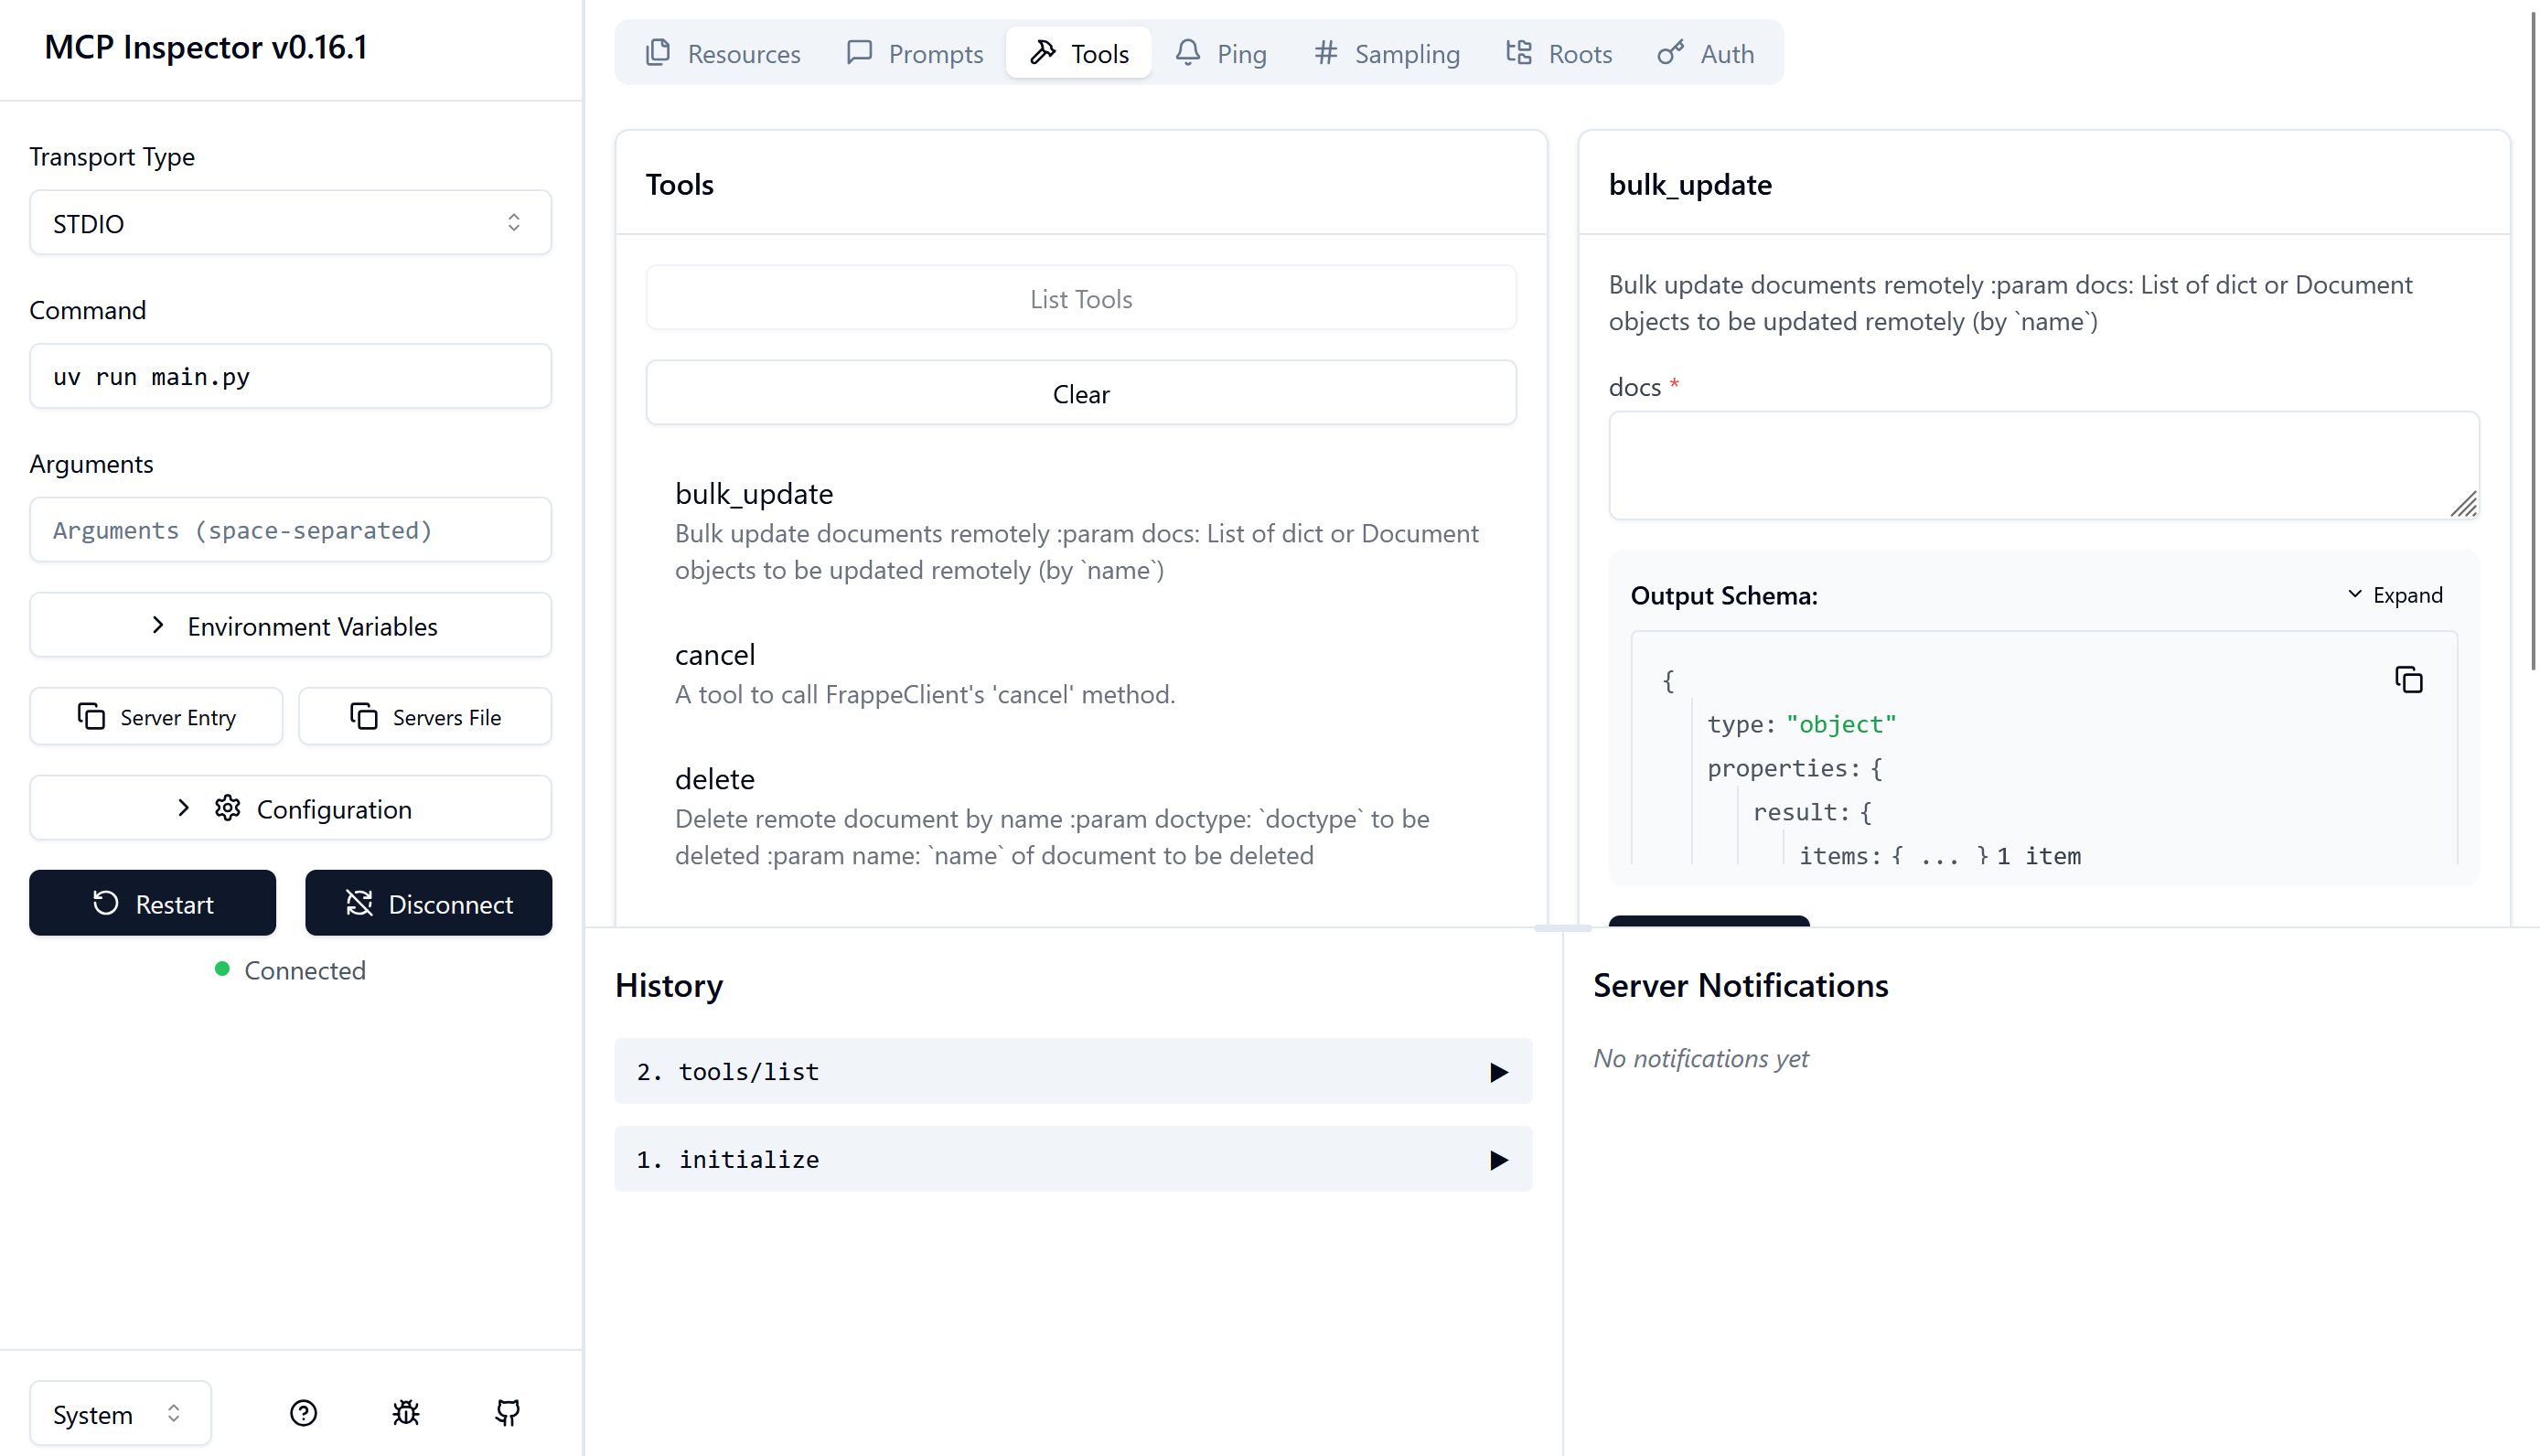 MCP Inspector v0.16.1
Transport Type
STDIO
Command
uv run main.py
Arguments
Arguments (space-separated)
Environment Variables
Server Entry
Servers File
Configuration
Restart
Disconnect
Connected
System
Resources
Prompts
Tools
Ping
Sampling
Roots
Auth
Tools
List Tools
Clear
bulk_update
Bulk update documents remotely :param docs: List of dict or Document
objects to be updated remotely (by `name`)
cancel
A tool to call FrappeClient's 'cancel' method.
delete
Delete remote document by name :param doctype: `doctype` to be
deleted :param name: `name` of document to be deleted
bulk_update
Bulk update documents remotely :param docs: List of dict or Document
objects to be updated remotely (by `name`)
docs *
Output Schema:
Expand
{
type: "object"
properties: {
result: {
items: { ... } 1 item
History
2. tools/list
1. initialize
Server Notifications
No notifications yet